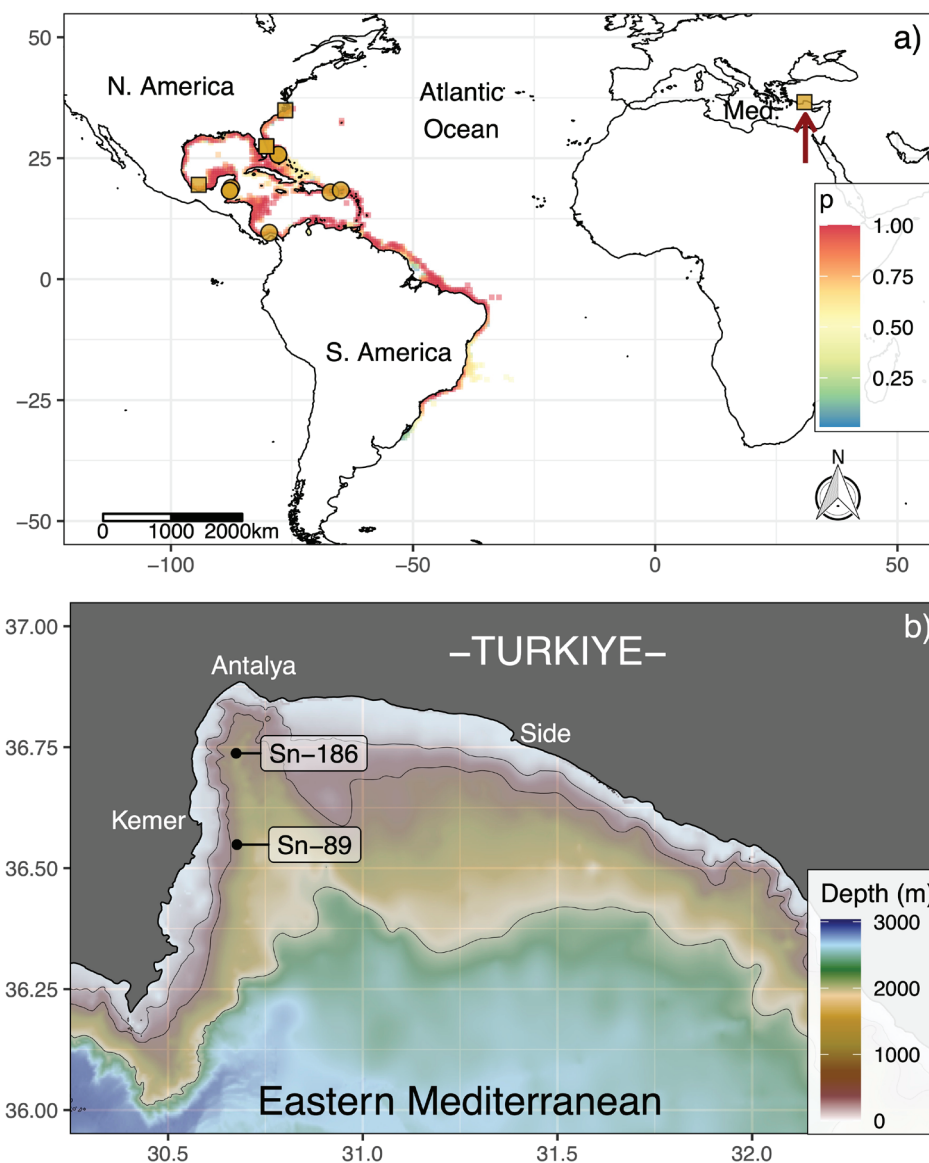 a)
50
N. America
Atlantic
Ocean
Med.
25
p
1.00
0
0.75
0.50
S. America
0.25
−25
N
−50
0 1000 2000km
−100 −50 0 50
37.00
b)
−TURKIYE−
Antalya
Side
36.75
Sn−186
Kemer
Sn−89
36.50
Depth (m)
3000
36.25
2000
1000
Eastern Mediterranean
36.00
0
30.5 31.0 31.5 32.0